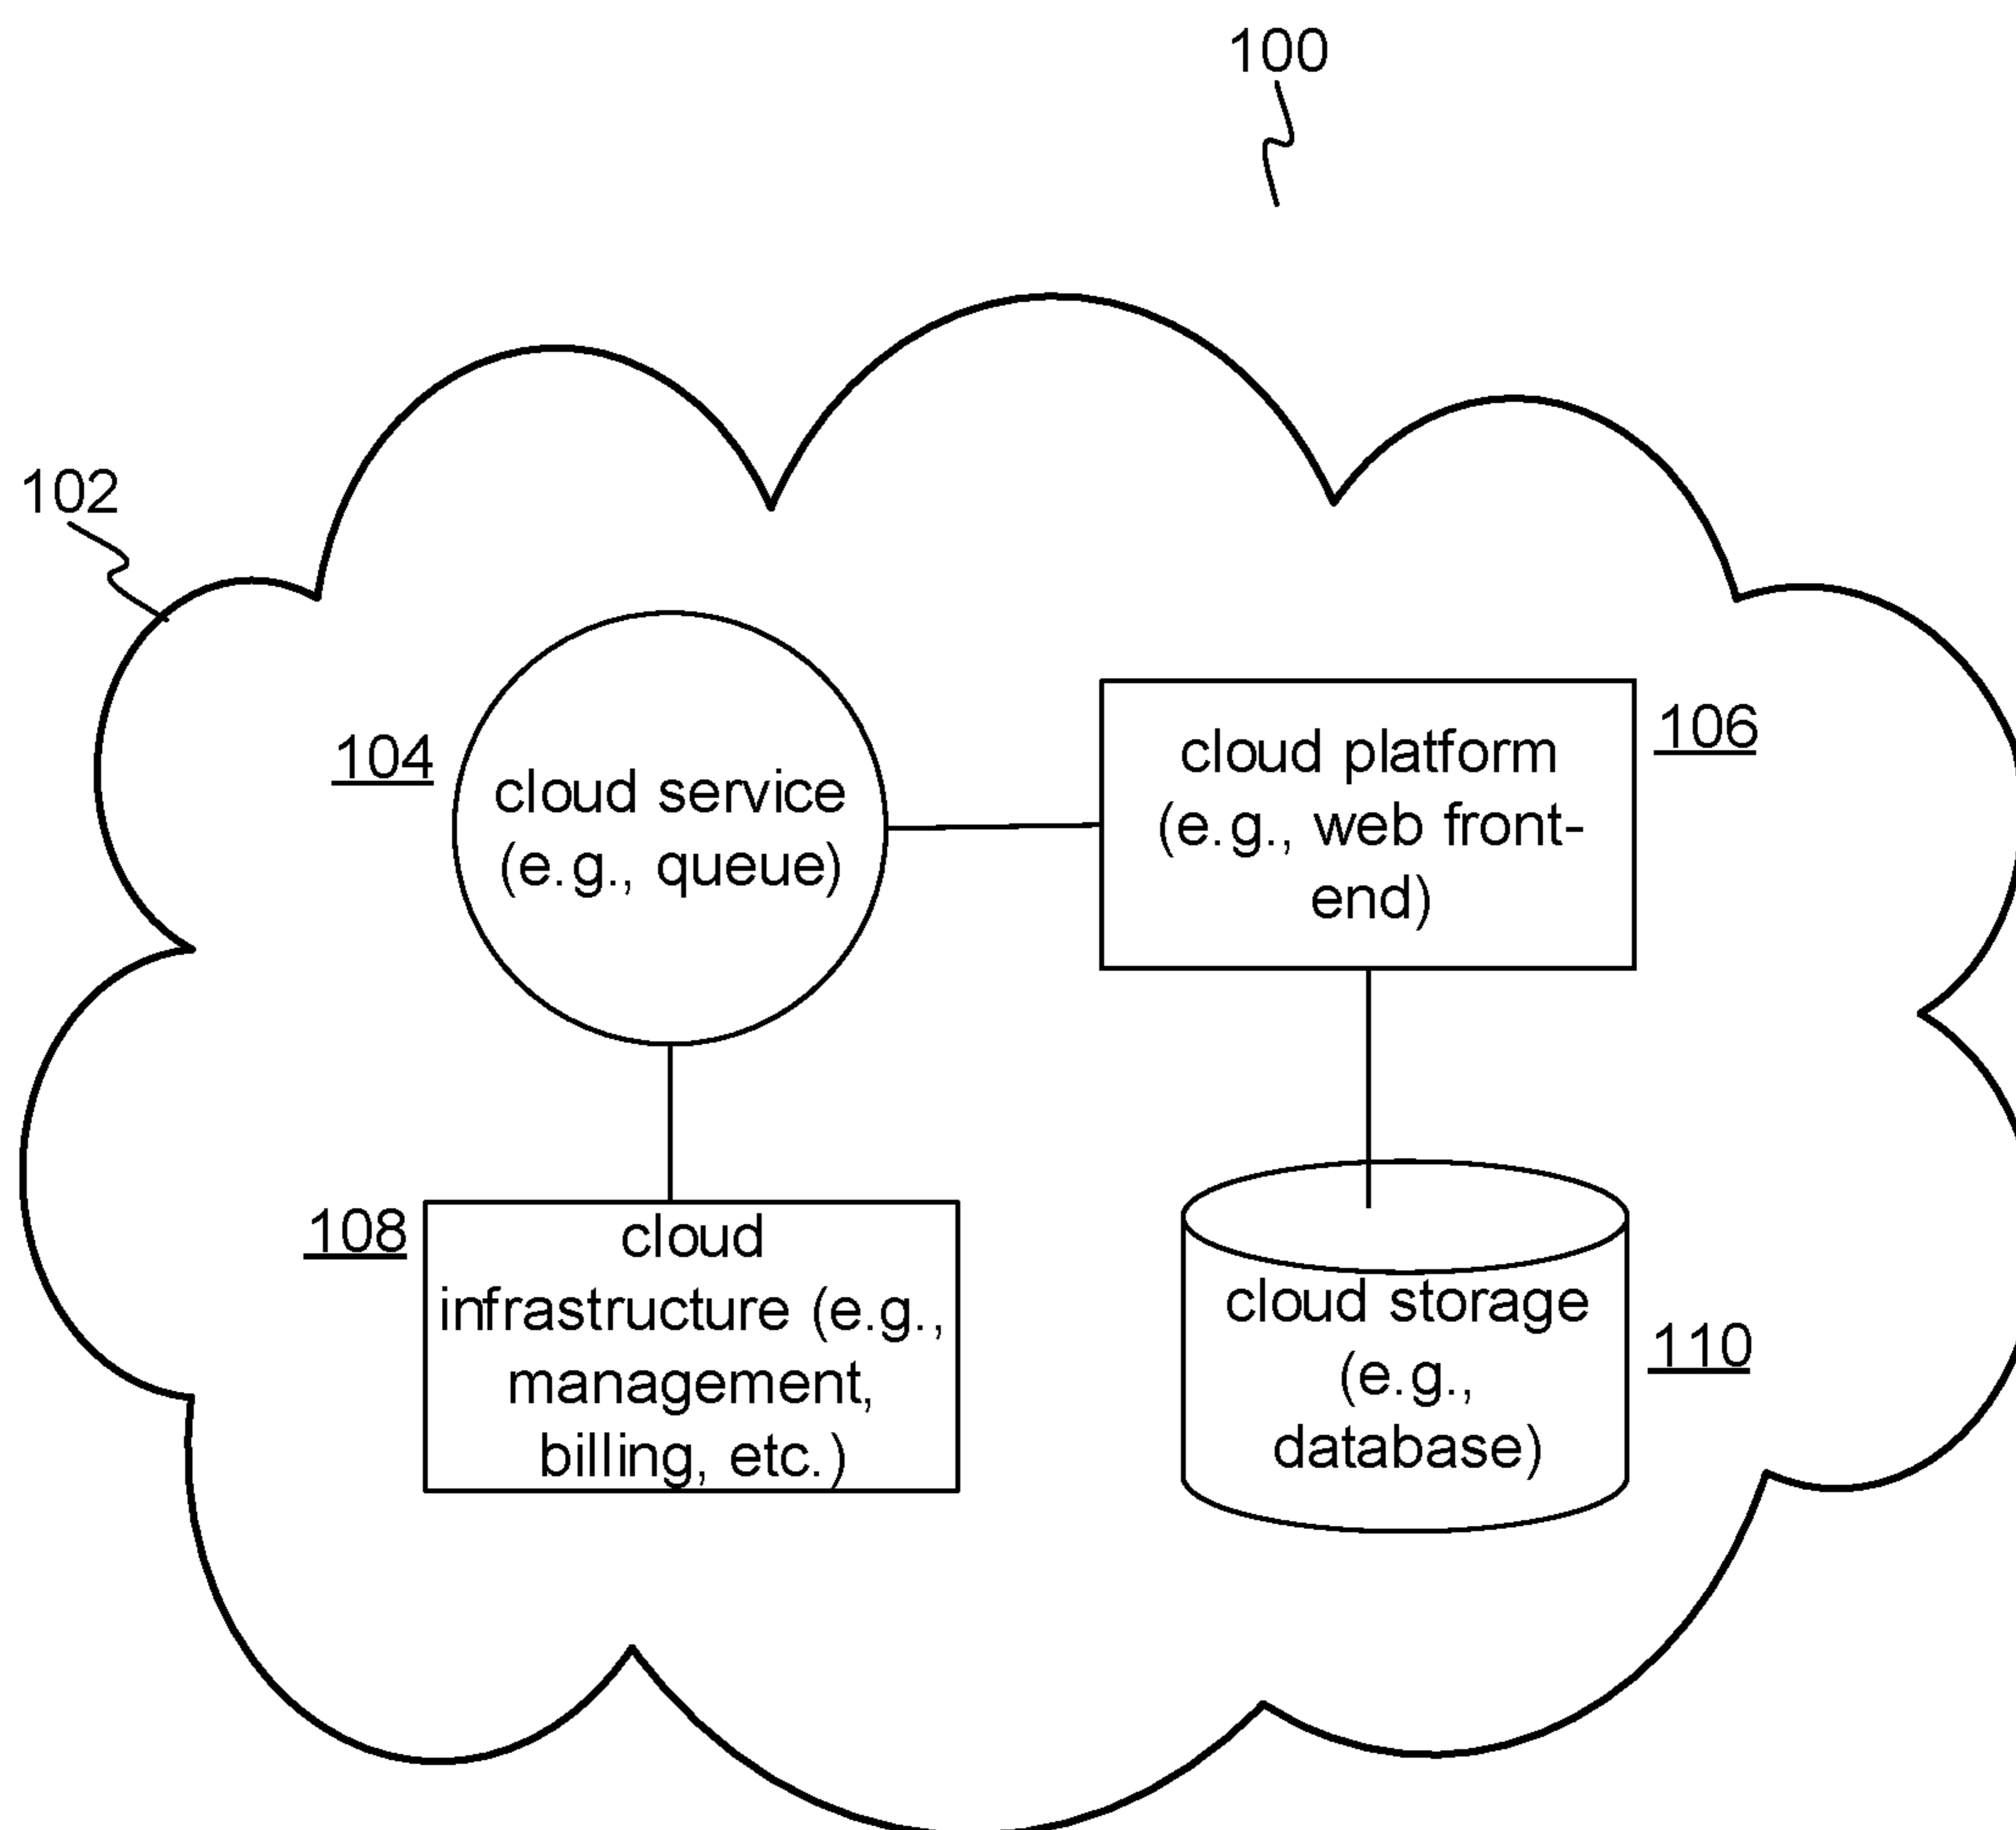 100
102
104
cloud service
(e.g., queue)
cloud platform
(e.g., web front-
end)
106
108
cloud
infrastructure (e.g.,
management,
billing, etc.)
cloud storage
(e.g.,
database)
110